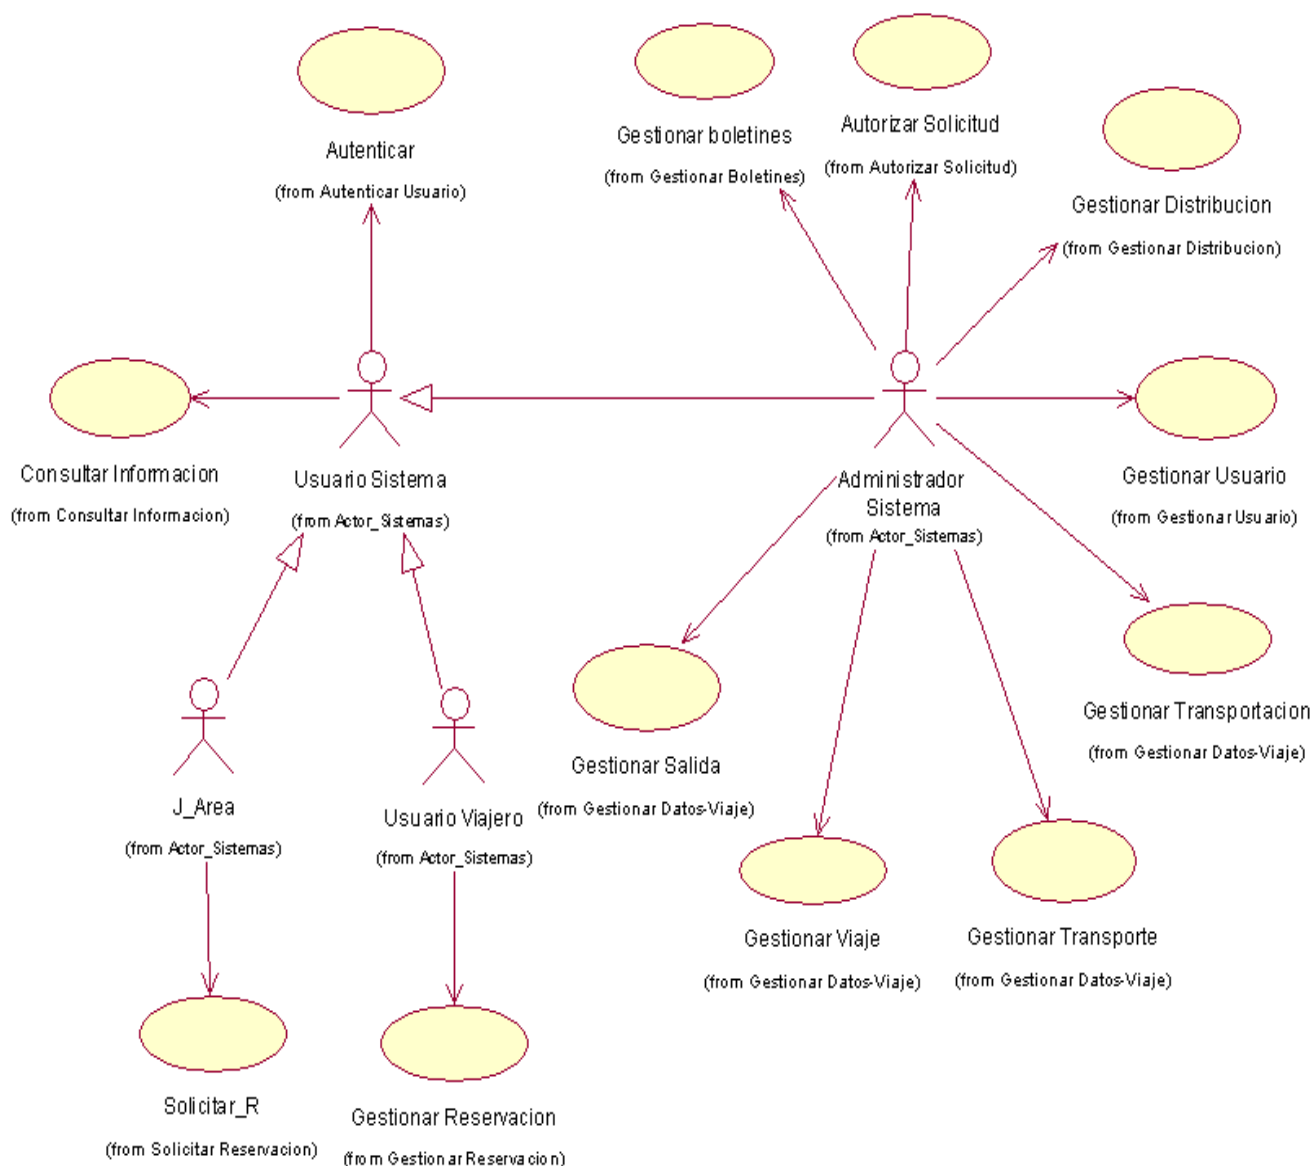 Autenticar
(from Autenticar Usuario)
Gestionar boletines
(from Gestionar Boletines)
Autorizar Solicitud
(from Autorizar Solicitud)
Gestionar Distribucion
(from Gestionar Distribucion)
Consultar Informacion
(from Consultar Informacion)
Usuario Sistema
(from Actor_Sistemas)
Administrador
Sistema
(from Actor_Sistemas)
Gestionar Usuario
(from Gestionar Usuario)
Gestionar Transportacion
(from Gestionar Datos-Viaje)
Gestionar Salida
(from Gestionar Datos-Viaje)
J_Area
(from Actor_Sistemas)
Usuario Viajero
(from Actor_Sistemas)
Gestionar Viaje
(from Gestionar Datos-Viaje)
Gestionar Transporte
(from Gestionar Datos-Viaje)
Solicitar_R
(from Solicitar Reservacion)
Gestionar Reservacion
(from Gestionar Reservacion)